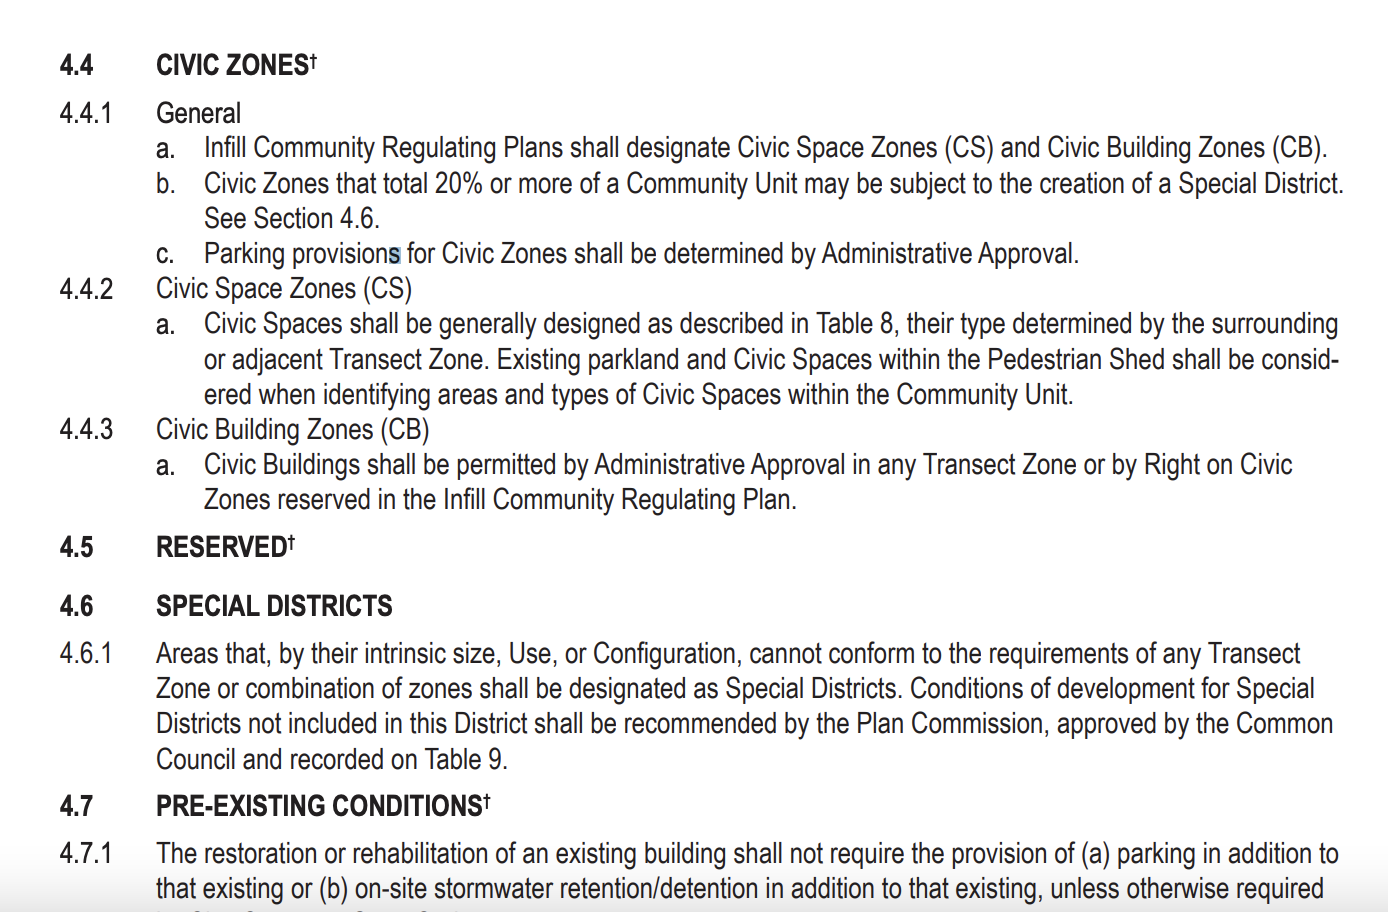 4.4 CIVIC ZONES†
4.4.1 General
a. Infill Community Regulating Plans shall designate Civic Space Zones (CS) and Civic Building Zones (CB).
b. Civic Zones that total 20% or more of a Community Unit may be subject to the creation of a Special District.
See Section 4.6.
c. Parking provisions for Civic Zones shall be determined by Administrative Approval.
4.4.2 Civic Space Zones (CS)
a. Civic Spaces shall be generally designed as described in Table 8, their type determined by the surrounding
or adjacent Transect Zone. Existing parkland and Civic Spaces within the Pedestrian Shed shall be consid-
ered when identifying areas and types of Civic Spaces within the Community Unit.
4.4.3 Civic Building Zones (CB)
a. Civic Buildings shall be permitted by Administrative Approval in any Transect Zone or by Right on Civic
Zones reserved in the Infill Community Regulating Plan.
4.5 RESERVED†
4.6 SPECIAL DISTRICTS
4.6.1 Areas that, by their intrinsic size, Use, or Configuration, cannot conform to the requirements of any Transect
Zone or combination of zones shall be designated as Special Districts. Conditions of development for Special
Districts not included in this District shall be recommended by the Plan Commission, approved by the Common
Council and recorded on Table 9.
4.7 PRE-EXISTING CONDITIONS†
4.7.1 The restoration or rehabilitation of an existing building shall not require the provision of (a) parking in addition to
that existing or (b) on-site stormwater retention/detention in addition to that existing, unless otherwise required